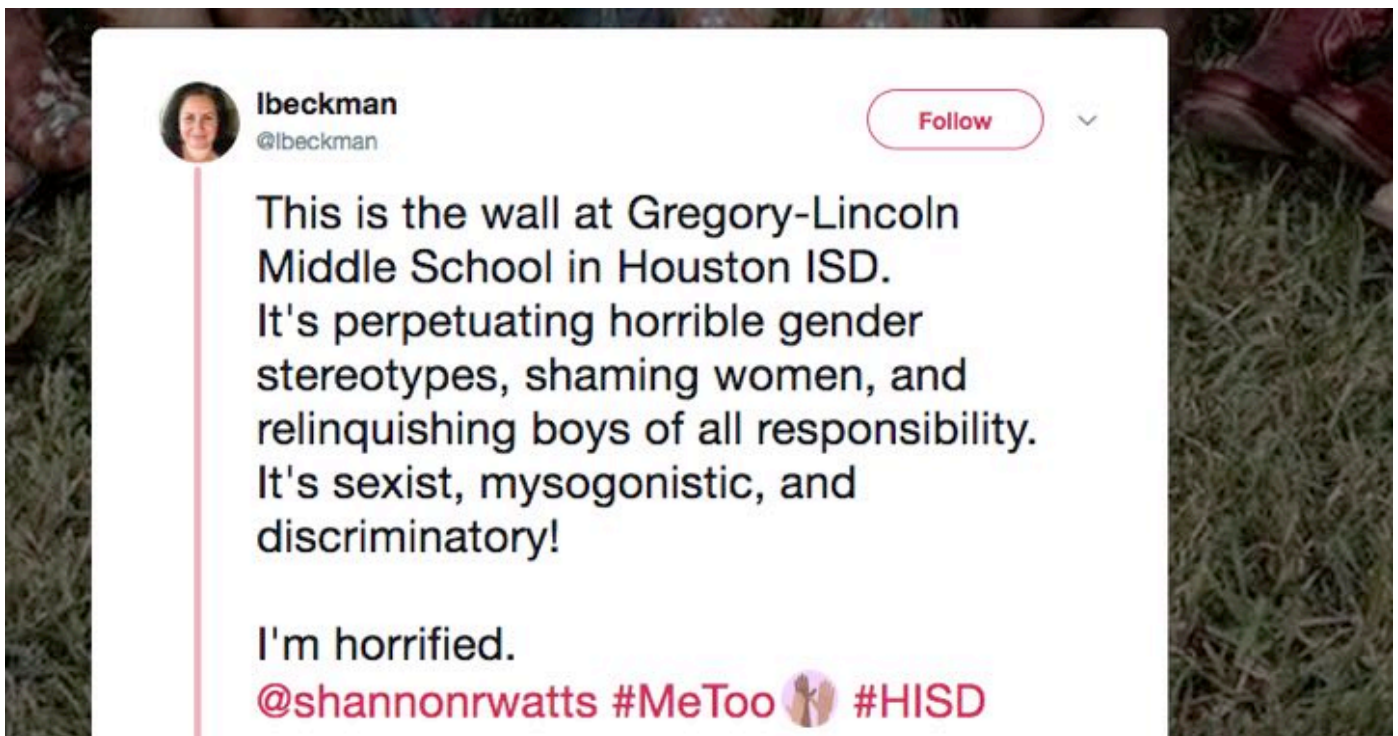 lbeckman
@lbeckman
Follow
This is the wall at Gregory-Lincoln
Middle School in Houston ISD.
It's perpetuating horrible gender
stereotypes, shaming women, and
relinquishing boys of all responsibility.
It's sexist, mysogonistic, and
discriminatory!
I'm horrified.
@shannonrwatts #MeToo #HISD